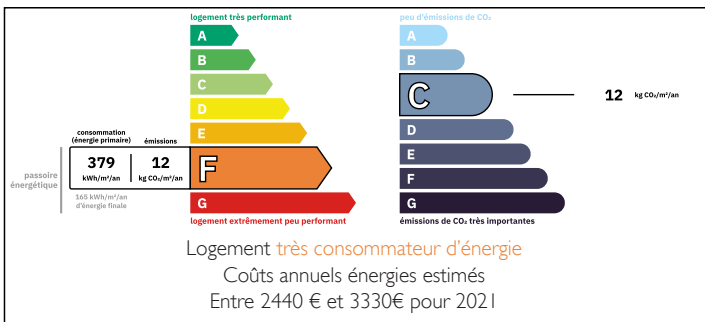 logement très performant
A
B
C
D
E
consommation
(énergie primaire)
émissions
379
kWh/m²/an
12
kg CO₂/m²/an
F
passoire
énergétique
165 kWh/m²/an
d'énergie finale
G
logement extrêmement peu performant
peu d'émissions de CO₂
A
B
C
12 kg CO₂/m²/an
D
E
F
G
émissions de CO₂ très importantes
Logement très consommateur d'énergie
Coûts annuels énergies estimés
Entre 2440 € et 3330€ pour 2021